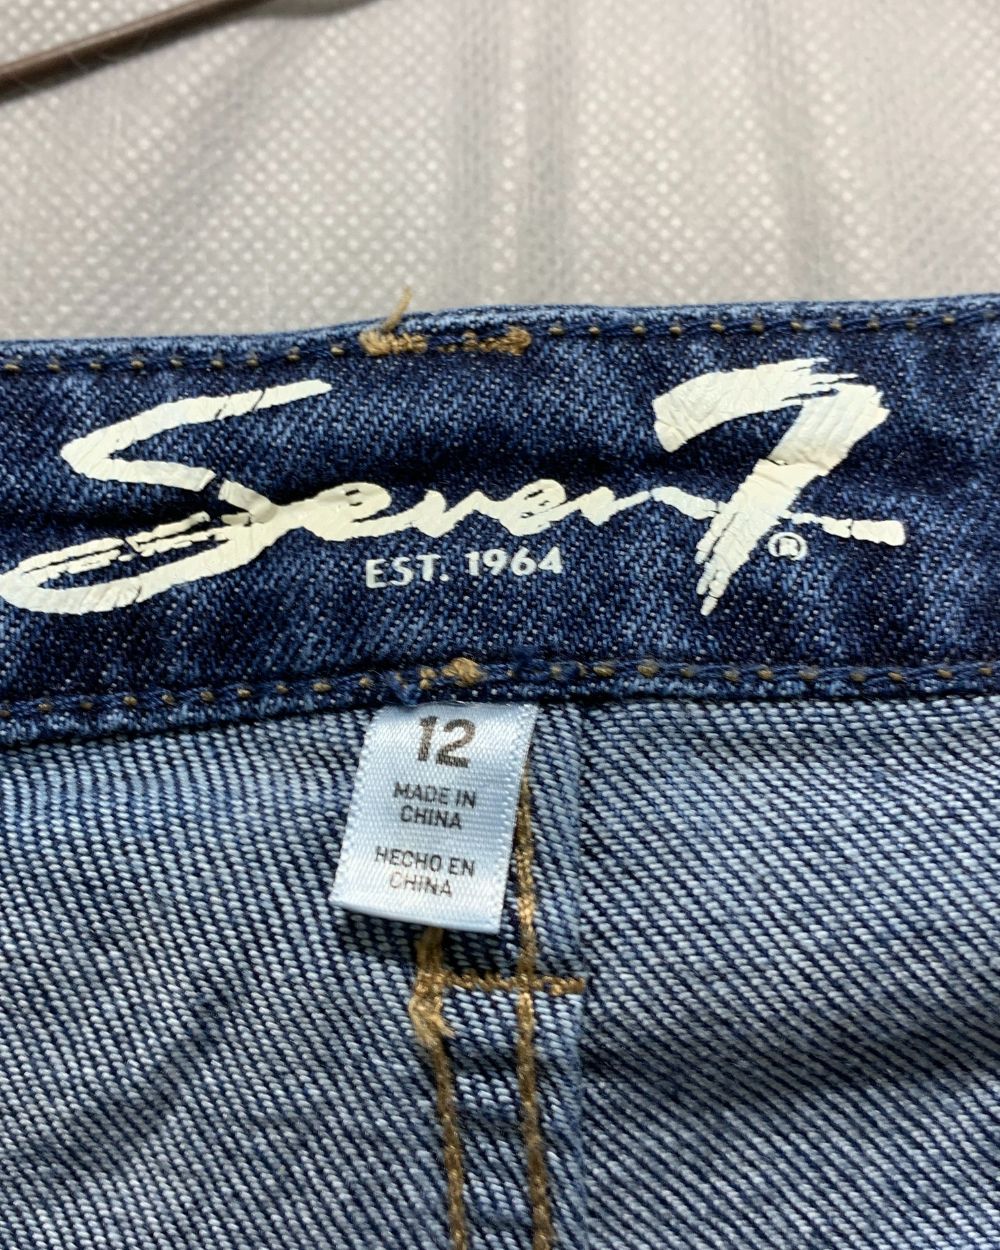 Seven7®
EST. 1964
12
MADE IN
CHINA
HECHO EN
CHINA